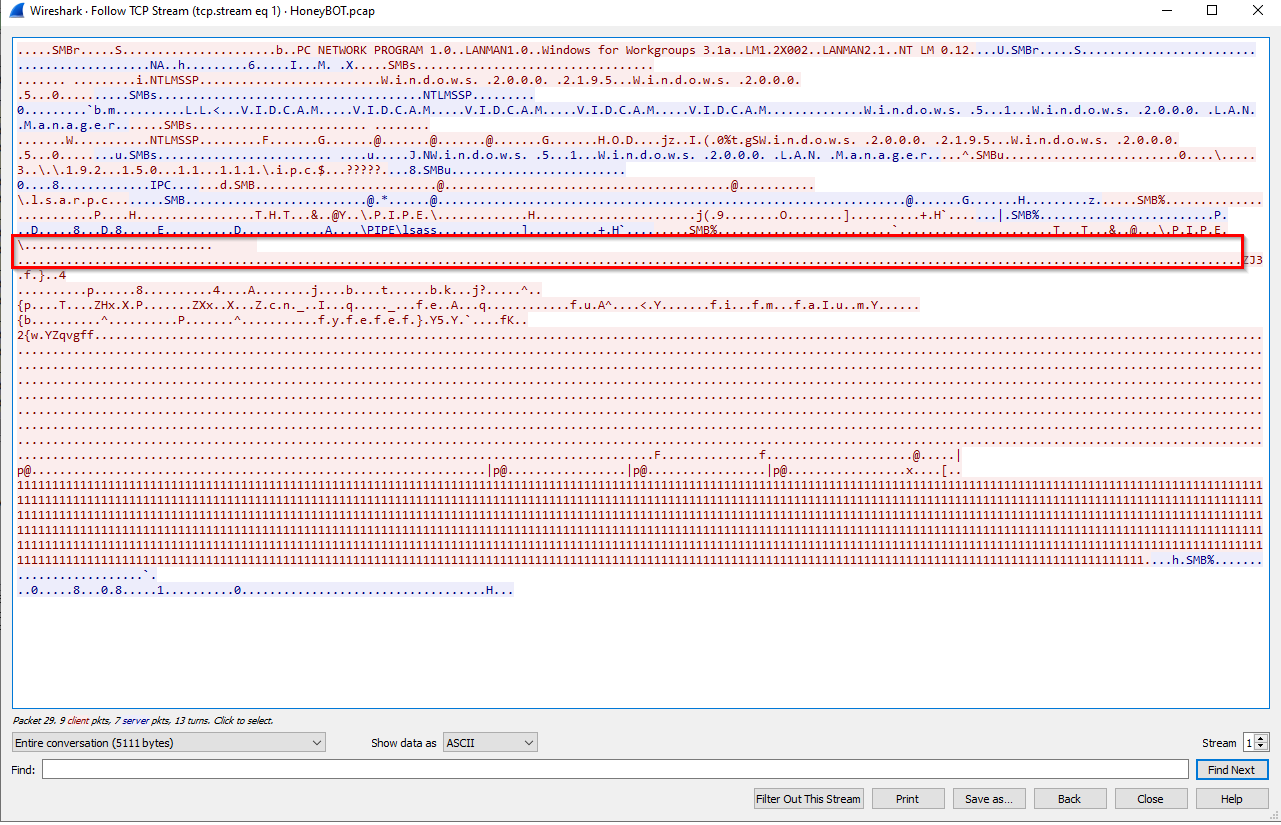 Wireshark · Follow TCP Stream (tcp.stream eq 1) · HoneyBOT.pcap
.....SMBr.....S.....................b..PC NETWORK PROGRAM 1.0..LANMAN1.0..Windows for Workgroups 3.1a..LM1.2X002..LANMAN2.1..NT LM 0.12....U.SMBr.....S........................
..................NA..h........6.....I...M. .X.....SMBs................................
..... ..........i.NTLMSSP......................W.i.n.d.o.w.s. .2.0.0.0. .2.1.9.5...W.i.n.d.o.w.s. .2.0.0.0.
.5...0.........SMBs................................NTLMSSP........
0........`b.m.........L.L.<...V.I.D.C.A.M.....V.I.D.C.A.M.....V.I.D.C.A.M.....V.I.D.C.A.M.....V.I.D.C.A.M............W.i.n.d.o.w.s. .5...1...W.i.n.d.o.w.s. .2.0.0.0. .L.A.N.
.M.a.n.a.g.e.r.......SMBs.......................... .......
......W..........NTLMSSP.........F.......G.......@.......@.......@.......G.......H.O.D....jz..I.(.0%t.gSW.i.n.d.o.w.s. .2.0.0.0. .2.1.9.5...W.i.n.d.o.w.s. .2.0.0.0.
.5...0........u.SMBs........................ ....u.....J.NW.i.n.d.o.w.s. .5...1...W.i.n.d.o.w.s. .2.0.0.0. .L.A.N. .M.a.n.a.g.e.r.....^.SMBu........................0....\.....
3..\.\.1.9.2...1.5.0...1.1...1.1.1.\.i.p.c.$...?????....8.SMBu........................
0....8............IPC.......d.SMB.........................@.......................................@..........
\.l.s.a.r.p.c.......SMB.........................@.*......@.......................................................@.......G.......H.........z.....SMB%.............
..............P....H................T.H.T...&..@Y..\.P.I.P.E.\............H......................j(.9.......O.......]..........+.H`.......|.SMB%.......................P.
..D.....8...D.8.....E..........D............A....\PIPE\lsass...........]..........+.H`........SMB%........................`......................T...T...&..@...\.P.I.P.E.
\.........................
................................................................................................................................................................ZJ3
.f.}..4
.........p......8..........4....A........j....b....t......b.k...j?.....^..
{p....T....ZHx.X.P.......ZXx..X...Z.c.n._..I...q....._...f.e..A...q...........f.u.A^....<.Y.......f.i...f.m...f.a.I.u..m.Y......
{b..........^..........P.......^...........f.y.f.e.f.e.f.}.Y5.Y.`....fK..
2{w.YZqvgff.......................................................................................................................................................
.........................................................................................F..............f....................@.....|
p@..............................................................|p@................|p@.................|p@................x....[..
1111111111111111111111111111111111111111111111111111111111111111111111111111111111111111111111111111111111111111111111111111111111111111111111111111111111111111
1111111111111111111111111111111111111111111111111111111111111111111111111111111111111111111111111111111111111111111111111111111111111111111111111111....h.SMB%.......
.................`.
..0.....8...0.8.....1..........0.................................H...
Packet 29. 9 client pkts, 7 server pkts, 13 turns. Click to select.
Entire conversation (5111 bytes) Show data as ASCII Stream 1
Find: Find Next
Filter Out This Stream Print Save as... Back Close Help